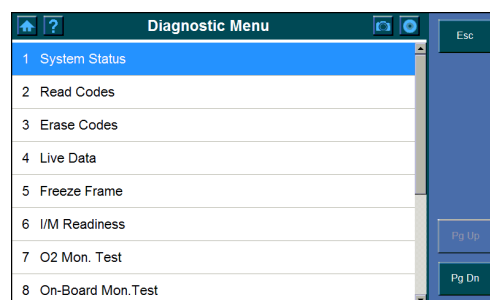 ? Diagnostic Menu
Esc
1 System Status
2 Read Codes
3 Erase Codes
4 Live Data
5 Freeze Frame
6 I/M Readiness
7 O2 Mon. Test
8 On-Board Mon.Test
Pg Up
Pg Dn